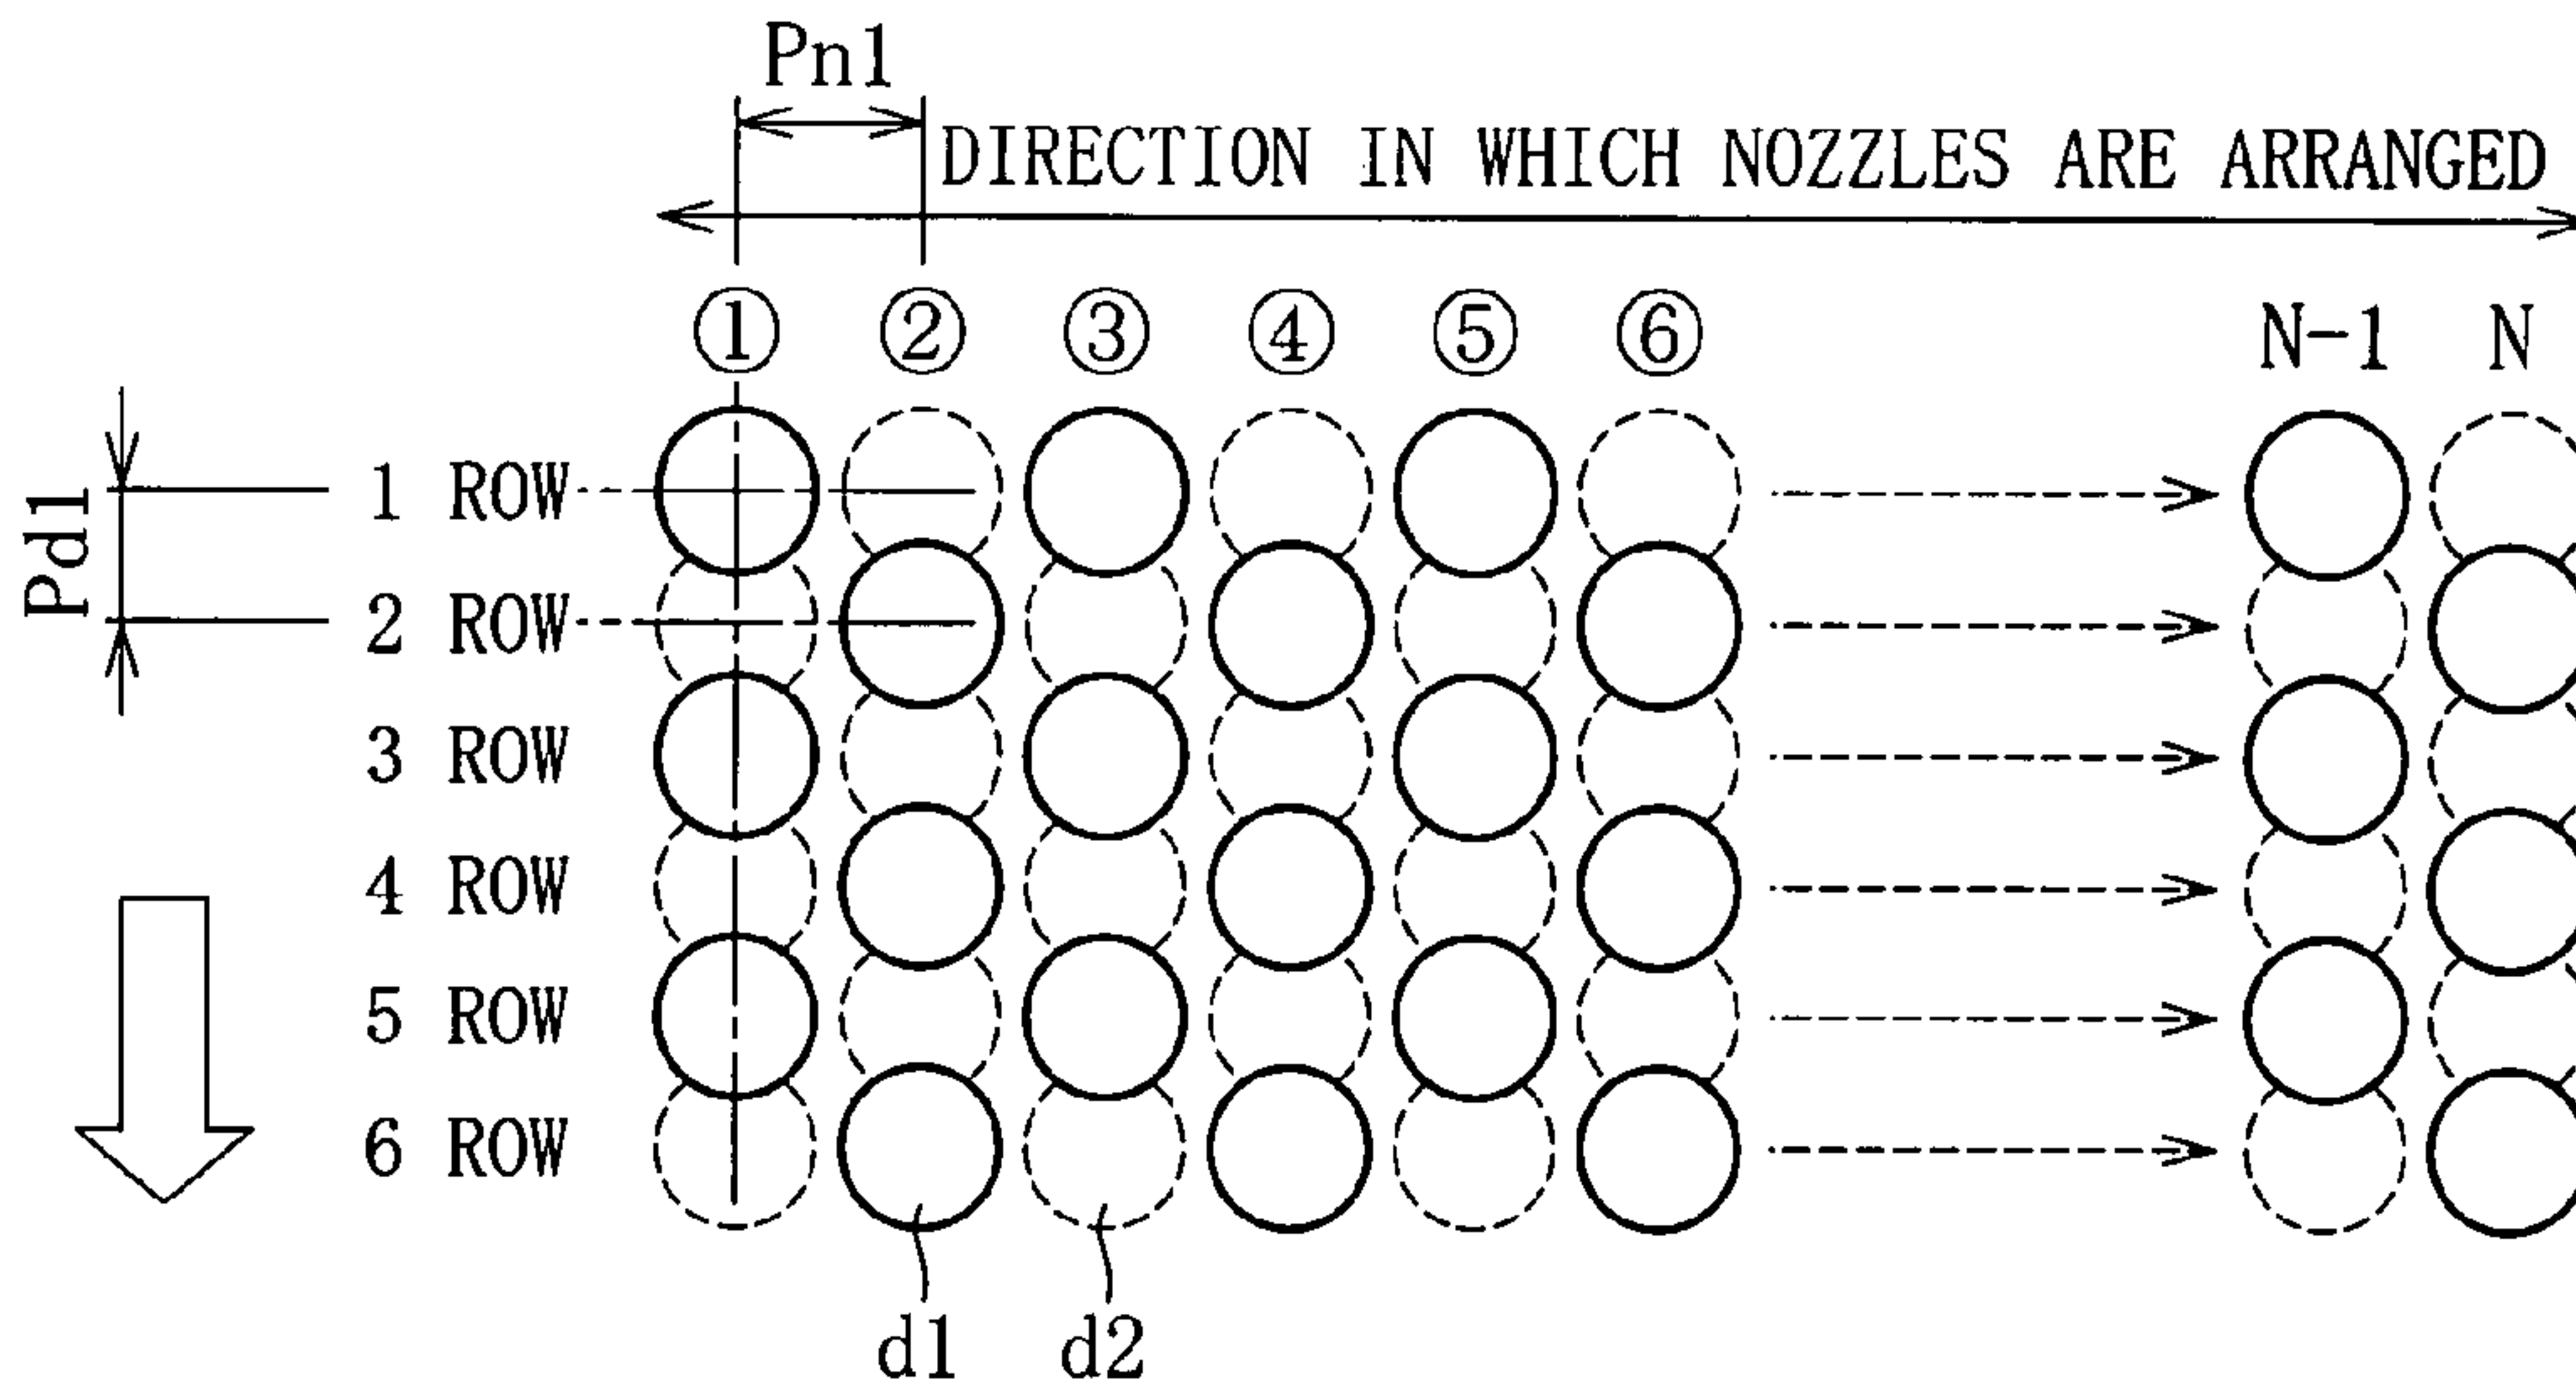 Pn1
DIRECTION IN WHICH NOZZLES ARE ARRANGED
① ② ③ ④ ⑤ ⑥ N-1 N
Pd1
1 ROW
2 ROW
3 ROW
4 ROW
5 ROW
6 ROW
d1 d2